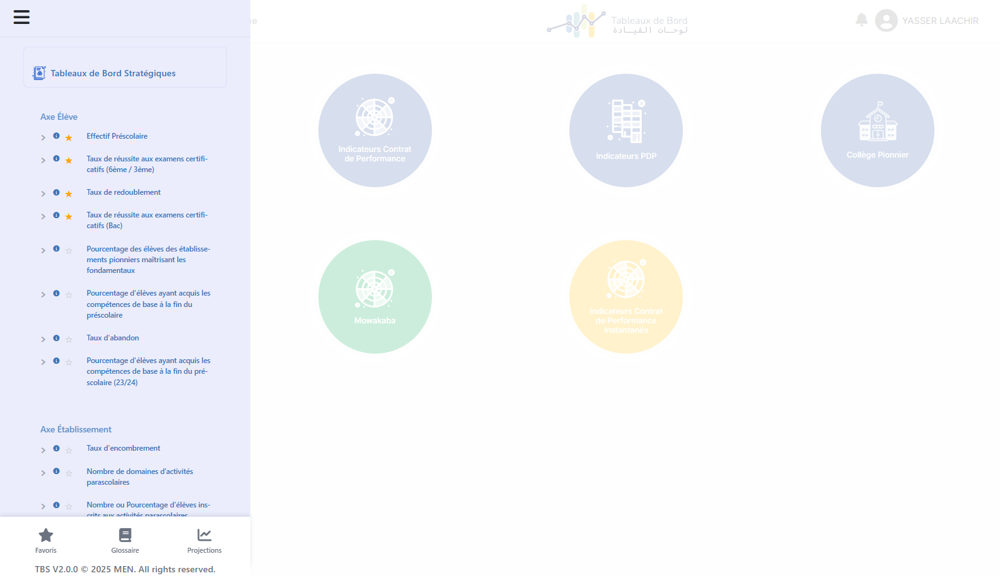 Tableaux de Bord
لوحات القيادة
YASSER LAACHIR
Tableaux de Bord Stratégiques
Axe Élève
Effectif Préscolaire
Taux de réussite aux examens certifi-
catifs (6ème / 3ème)
Taux de redoublement
Taux de réussite aux examens certifi-
catifs (Bac)
Pourcentage des élèves des établisse-
ments pionniers maîtrisant les
fondamentaux
Pourcentage d'élèves ayant acquis les
compétences de base à la fin du
préscolaire
Taux d'abandon
Pourcentage d'élèves ayant acquis les
compétences de base à la fin du pré-
scolaire (23/24)
Axe Établissement
Taux d'encombrement
Nombre de domaines d'activités
parascolaires
Nombre ou Pourcentage d'élèves ins-
crits aux activités parascolaires
Favoris
Glossaire
Projections
TBS V2.0.0 © 2025 MEN. All rights reserved.
Indicateurs Contrat
de Performance
Indicateurs PDP
Collège Pionnier
Mowakaba
Indicateurs Contrat
de Performance
Instantanés